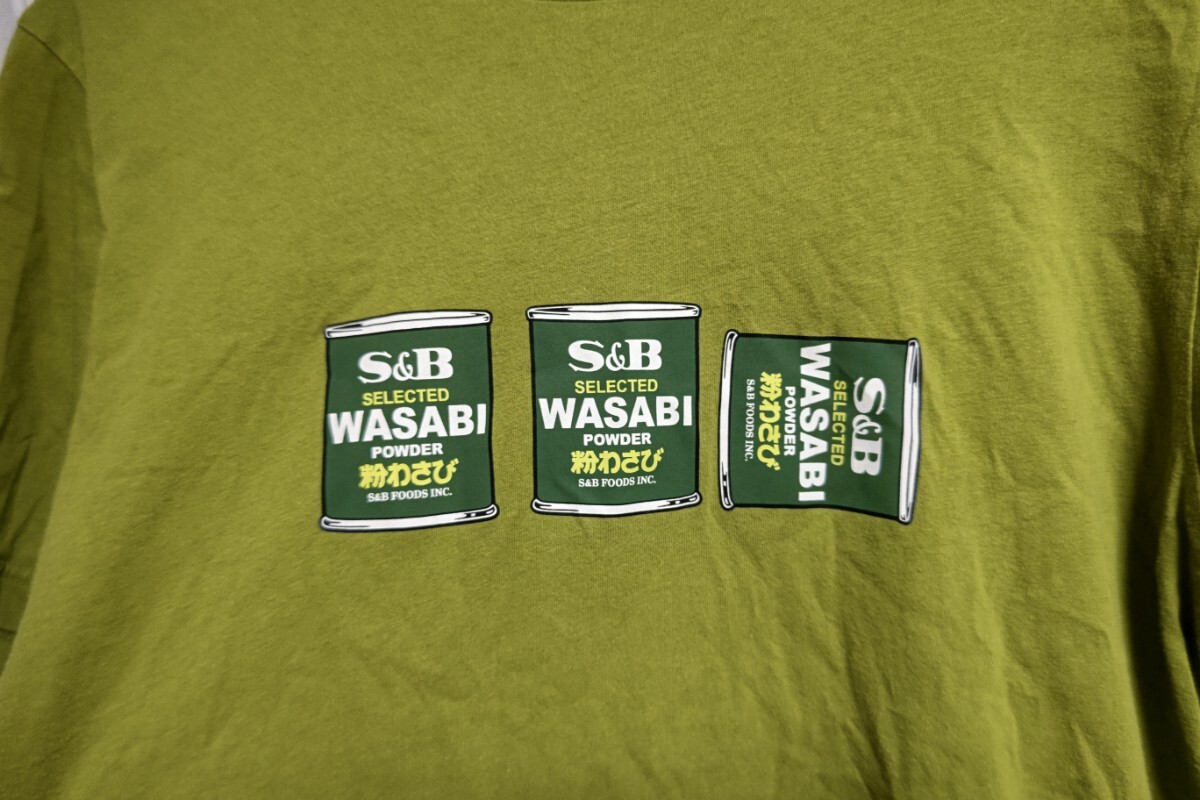 S&B
SELECTED
WASABI
POWDER
粉わさび
S&B FOODS INC.
S&B
SELECTED
WASABI
POWDER
粉わさび
S&B FOODS INC.
S&B
SELECTED
WASABI
POWDER
粉わさび
S&B FOODS INC.